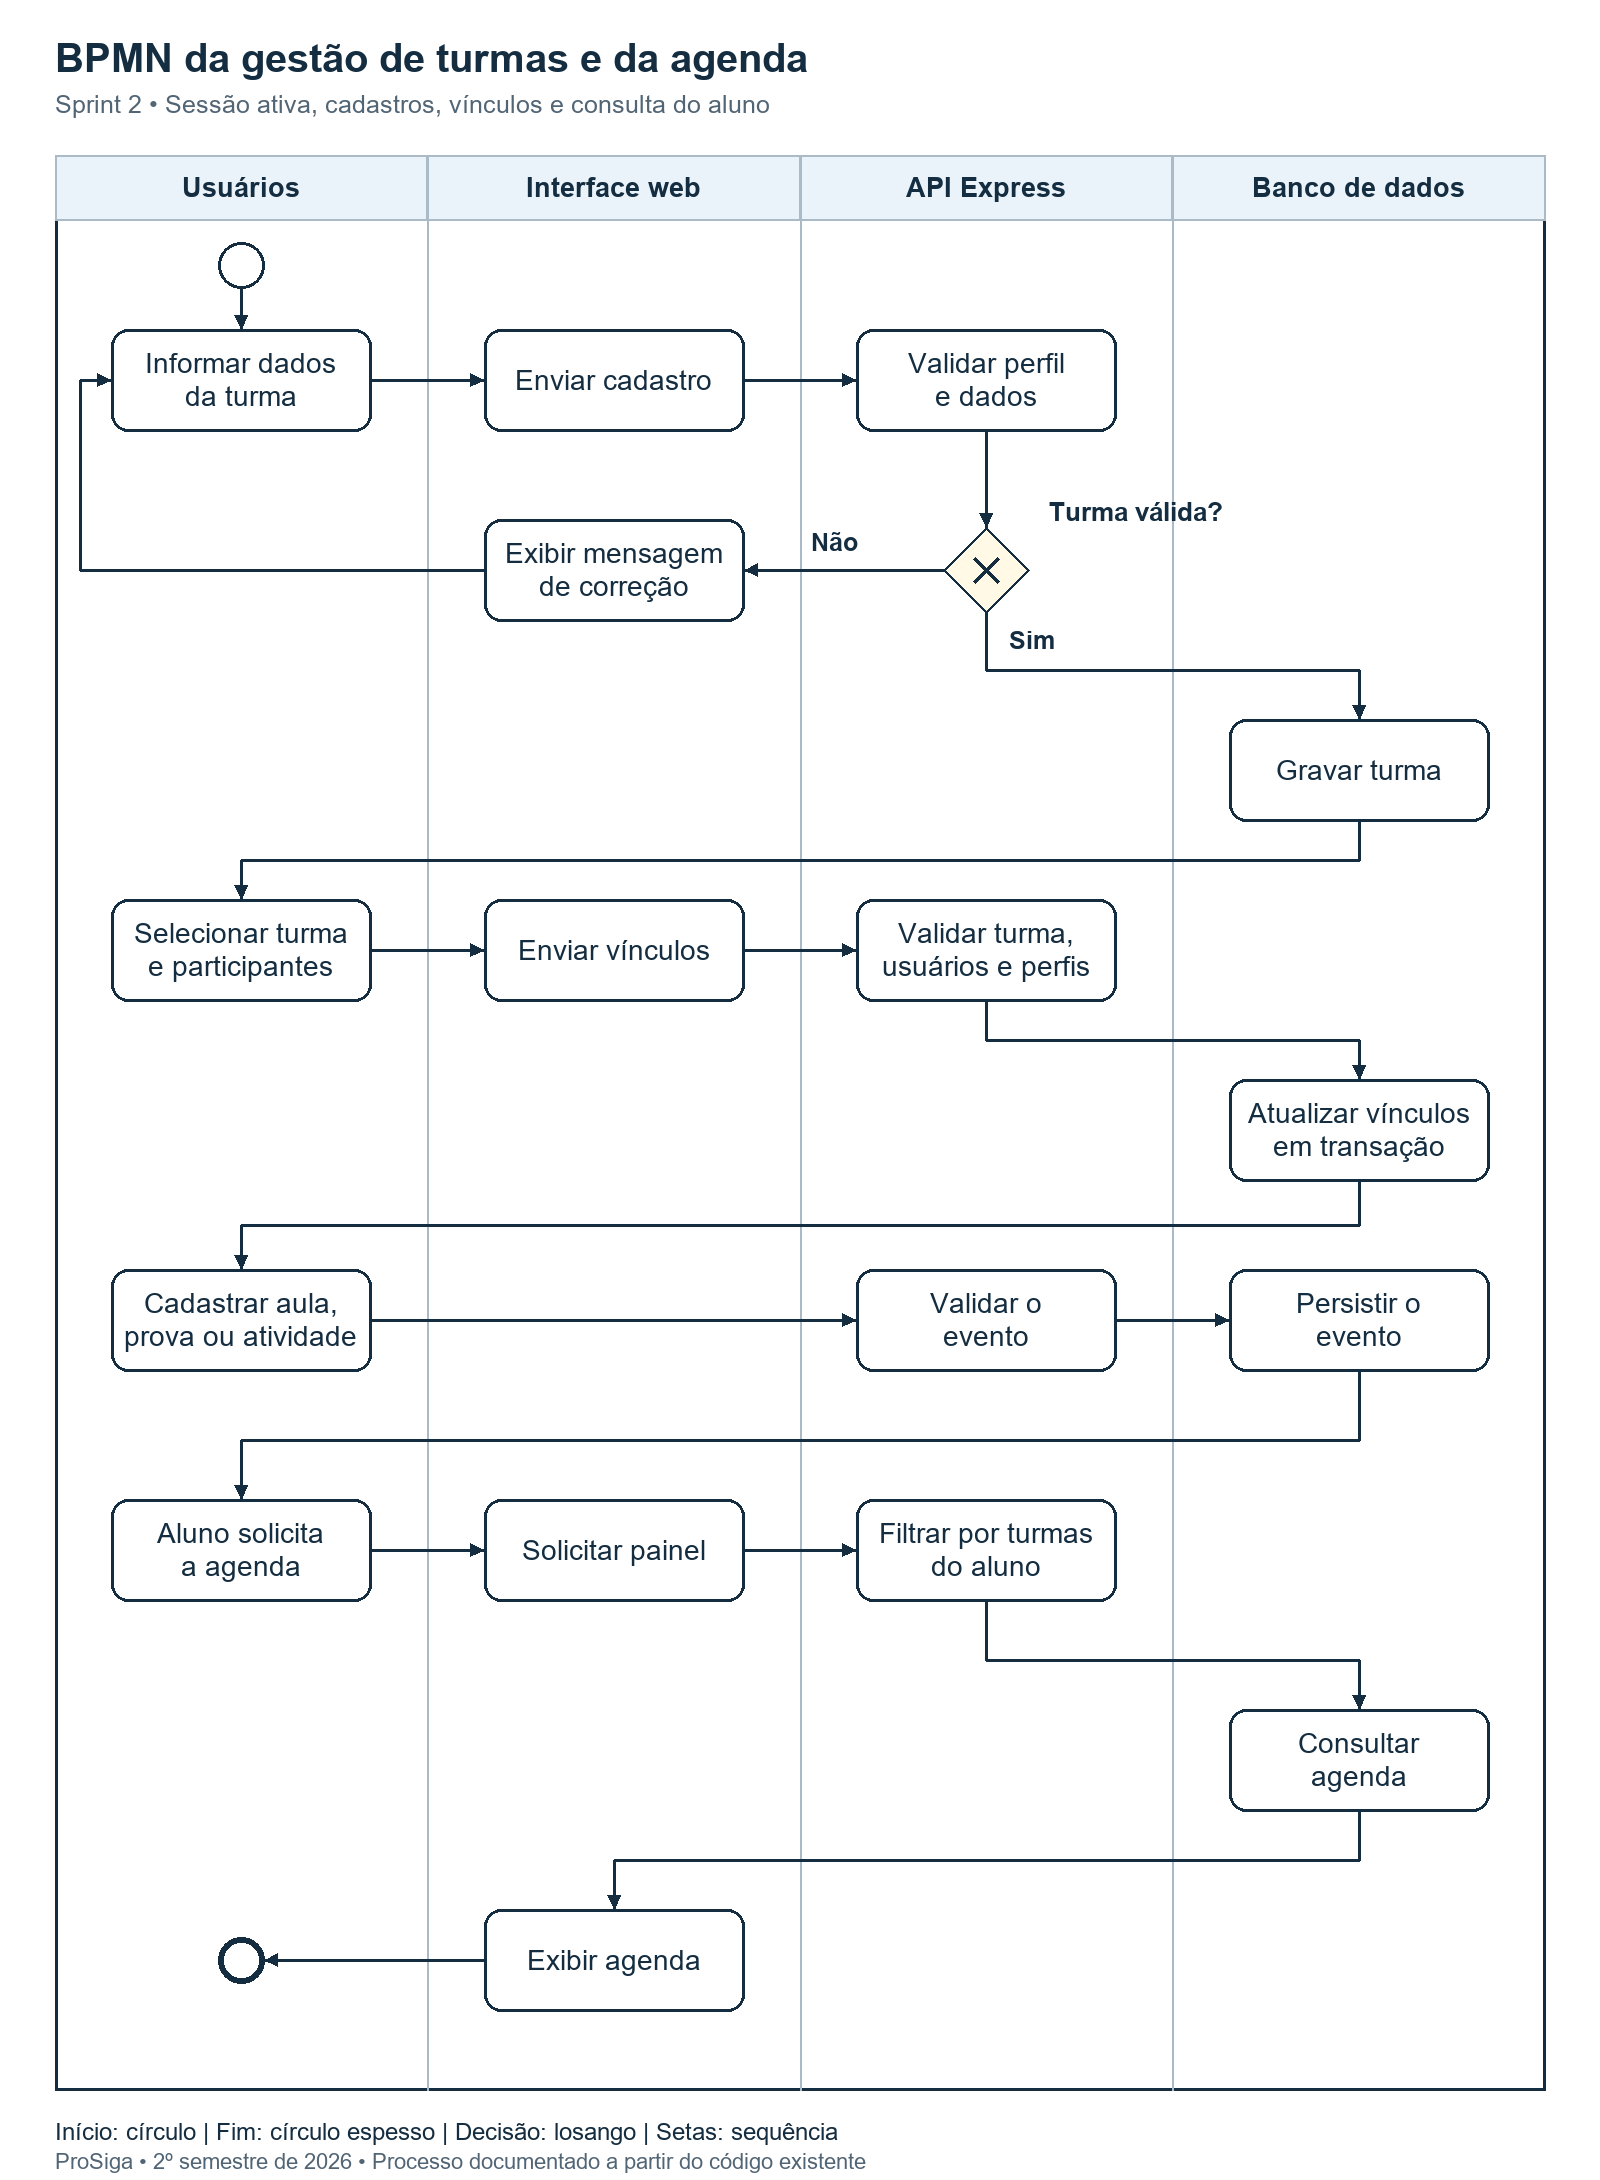 BPMN da gestão de turmas e da agenda
Sprint 2 • Sessão ativa, cadastros, vínculos e consulta do aluno
Usuários
Interface web
API Express
Banco de dados
Informar dados
da turma
Enviar cadastro
Validar perfil
e dados
Turma válida?
Não
Exibir mensagem
de correção
Sim
Gravar turma
Selecionar turma
e participantes
Enviar vínculos
Validar turma,
usuários e perfis
Atualizar vínculos
em transação
Cadastrar aula,
prova ou atividade
Validar o
evento
Persistir o
evento
Aluno solicita
a agenda
Solicitar painel
Filtrar por turmas
do aluno
Consultar
agenda
Exibir agenda
Início: círculo | Fim: círculo espesso | Decisão: losango | Setas: sequência
ProSiga • 2º semestre de 2026 • Processo documentado a partir do código existente